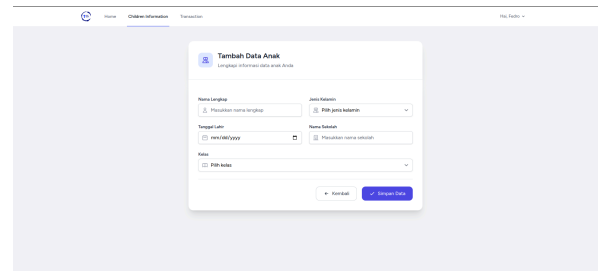 Home Children Information Transaction Hai, Fedro
Tambah Data Anak
Lengkapi informasi data anak Anda
Nama Lengkap Jenis Kelamin
Masukkan nama lengkap Pilih jenis kelamin
Tanggal Lahir Nama Sekolah
mm/dd/yyyy Masukkan nama sekolah
Kelas
Pilih kelas
Kembali Simpan Data